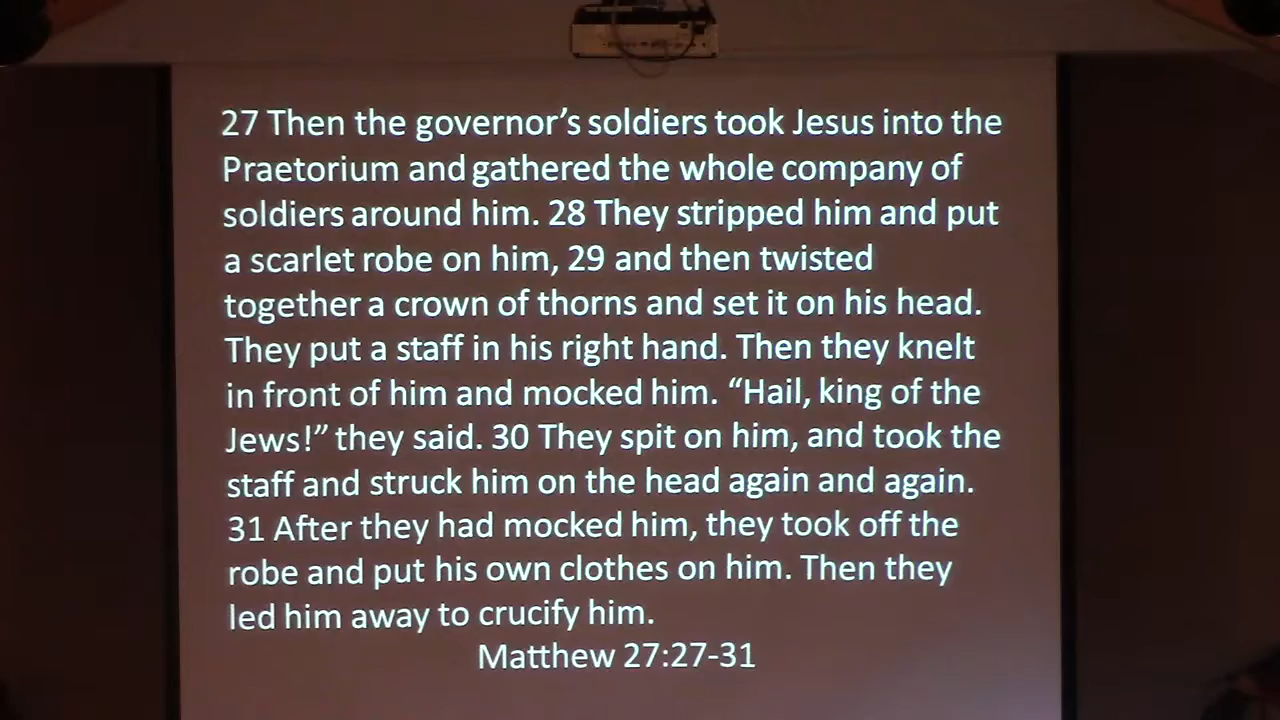 27 Then the governor’s soldiers took Jesus into the
Praetorium and gathered the whole company of
soldiers around him. 28 They stripped him and put
a scarlet robe on him, 29 and then twisted
together a crown of thorns and set it on his head.
They put a staff in his right hand. Then they knelt
in front of him and mocked him. “Hail, king of the
Jews!” they said. 30 They spit on him, and took the
staff and struck him on the head again and again.
31 After they had mocked him, they took off the
robe and put his own clothes on him. Then they
led him away to crucify him.
Matthew 27:27-31